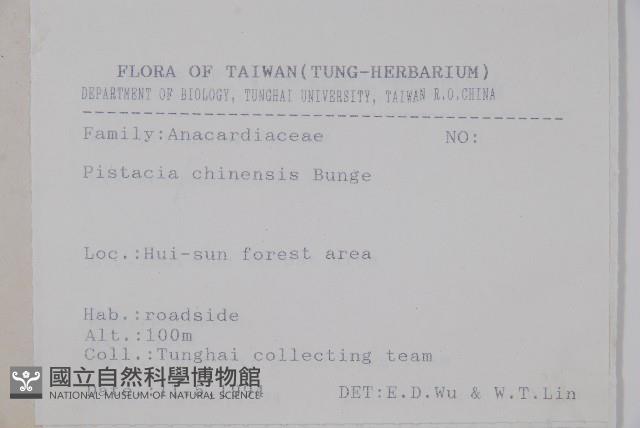 FLORA OF TAIWAN(TUNG-HERBARIUM)
DEPARTMENT OF BIOLOGY, TUNGHAI UNIVERSITY, TAIWAN R.O.CHINA
Family:Anacardiaceae NO:
Pistacia chinensis Bunge
Loc.:Hui-sun forest area
Hab.:roadside
Alt.:100m
Coll.:Tunghai collecting team
國立自然科學博物館
NATIONAL MUSEUM OF NATURAL SCIENCE
DET:E.D.Wu & W.T.Lin